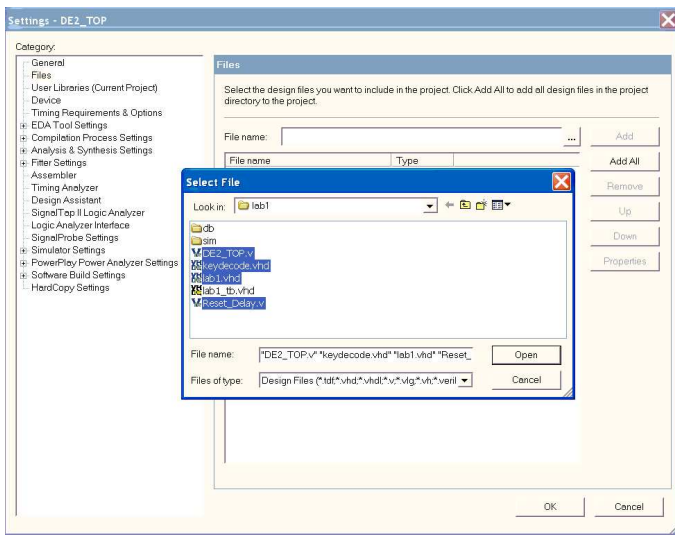 Settings - DE2_TOP
Category:
General
Files
User Libraries (Current Project)
Device
Timing Requirements & Options
EDA Tool Settings
Compilation Process Settings
Analysis & Synthesis Settings
Fitter Settings
Assembler
Timing Analyzer
Design Assistant
SignalTap II Logic Analyzer
Logic Analyzer Interface
SignalProbe Settings
Simulator Settings
PowerPlay Power Analyzer Settings
Software Build Settings
HardCopy Settings
Files
Select the design files you want to include in the project. Click Add All to add all design files in the project
directory to the project.
File name: ... Add
File name Type Add All
Remove
Up
Down
Properties
Select File
Look in: lab1
db
sim
DE2_TOP.v
keydecode.vhd
lab1.vhd
lab1_tb.vhd
Reset_Delay.v
File name: "DE2_TOP.v" "keydecode.vhd" "lab1.vhd" "Reset_ Open
Files of type: Design Files (*.tdf;*.vhd;*.vhdl;*.v;*.vlg;*.vh;*.veril Cancel
OK Cancel